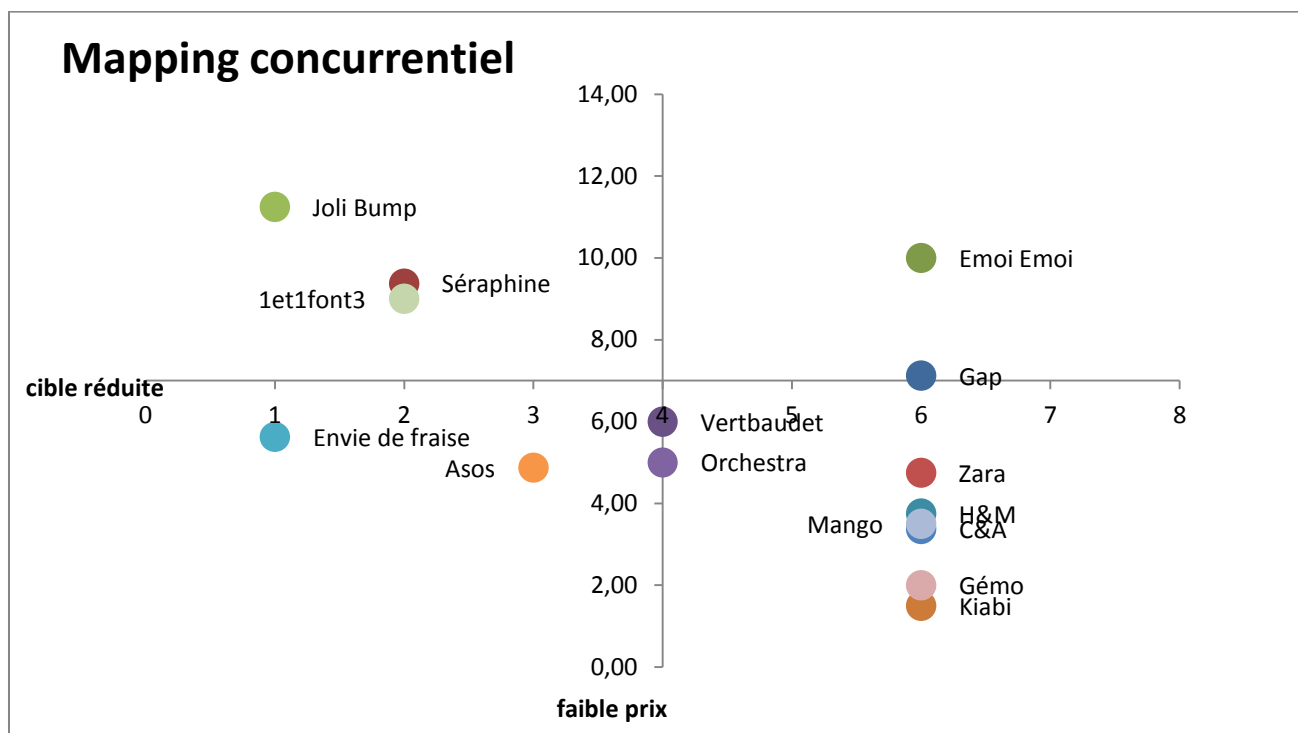 Mapping concurrentiel
14,00
12,00
Joli Bump
10,00
Emoi Emoi
Séraphine
1et1font3
8,00
Gap
cible réduite
0 1 2 3 4 5 6 7 8
6,00
Vertbaudet
Envie de fraise
Orchestra
Asos
Zara
4,00
H&M
Mango
C&A
2,00
Gémo
Kiabi
0,00
faible prix